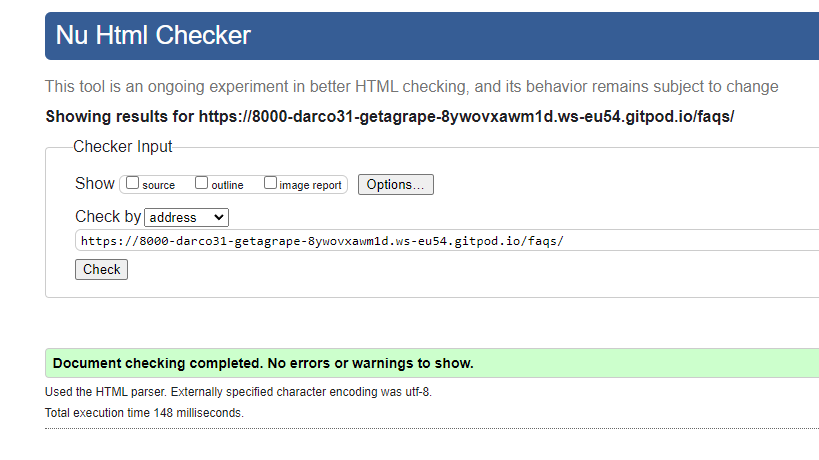 Nu Html Checker
This tool is an ongoing experiment in better HTML checking, and its behavior remains subject to change
Showing results for https://8000-darco31-getagrape-8ywovxawm1d.ws-eu54.gitpod.io/faqs/
Checker Input
Show source outline image report Options...
Check by address
https://8000-darco31-getagrape-8ywovxawm1d.ws-eu54.gitpod.io/faqs/
Check
Document checking completed. No errors or warnings to show.
Used the HTML parser. Externally specified character encoding was utf-8.
Total execution time 148 milliseconds.